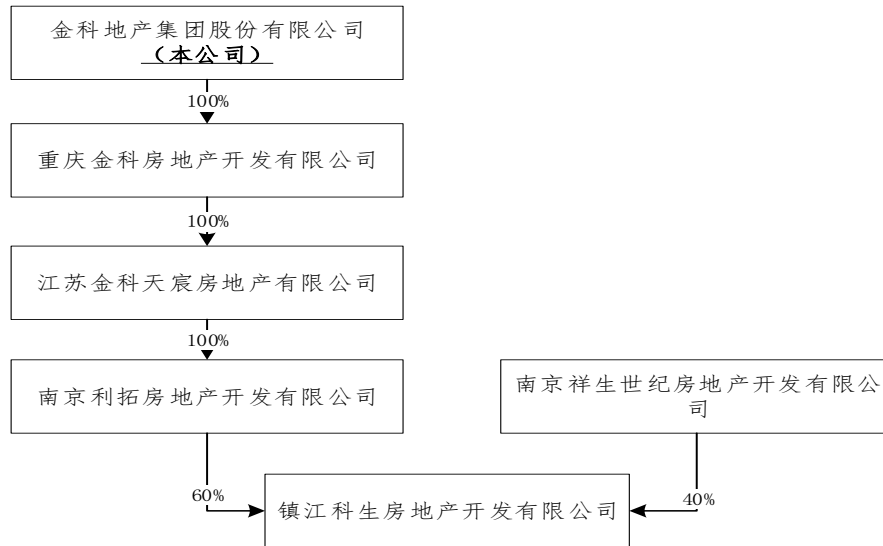 金科地产集团股份有限公司
（本公司）
100%
重庆金科房地产开发有限公司
100%
江苏金科天宸房地产有限公司
100%
南京利拓房地产开发有限公司
南京祥生世纪房地产开发有限公
司
60%
40%
镇江科生房地产开发有限公司